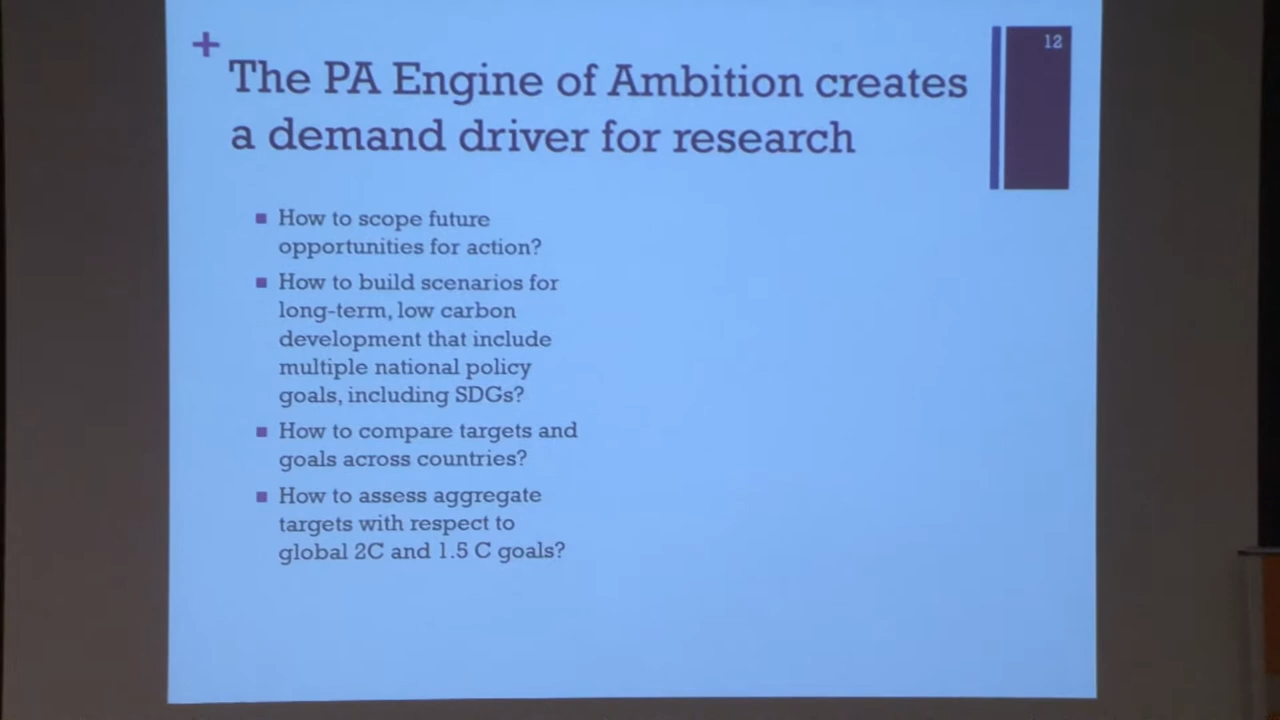 +
12
The PA Engine of Ambition creates
a demand driver for research
How to scope future
opportunities for action?
How to build scenarios for
long-term, low carbon
development that include
multiple national policy
goals, including SDGs?
How to compare targets and
goals across countries?
How to assess aggregate
targets with respect to
global 2C and 1.5 C goals?